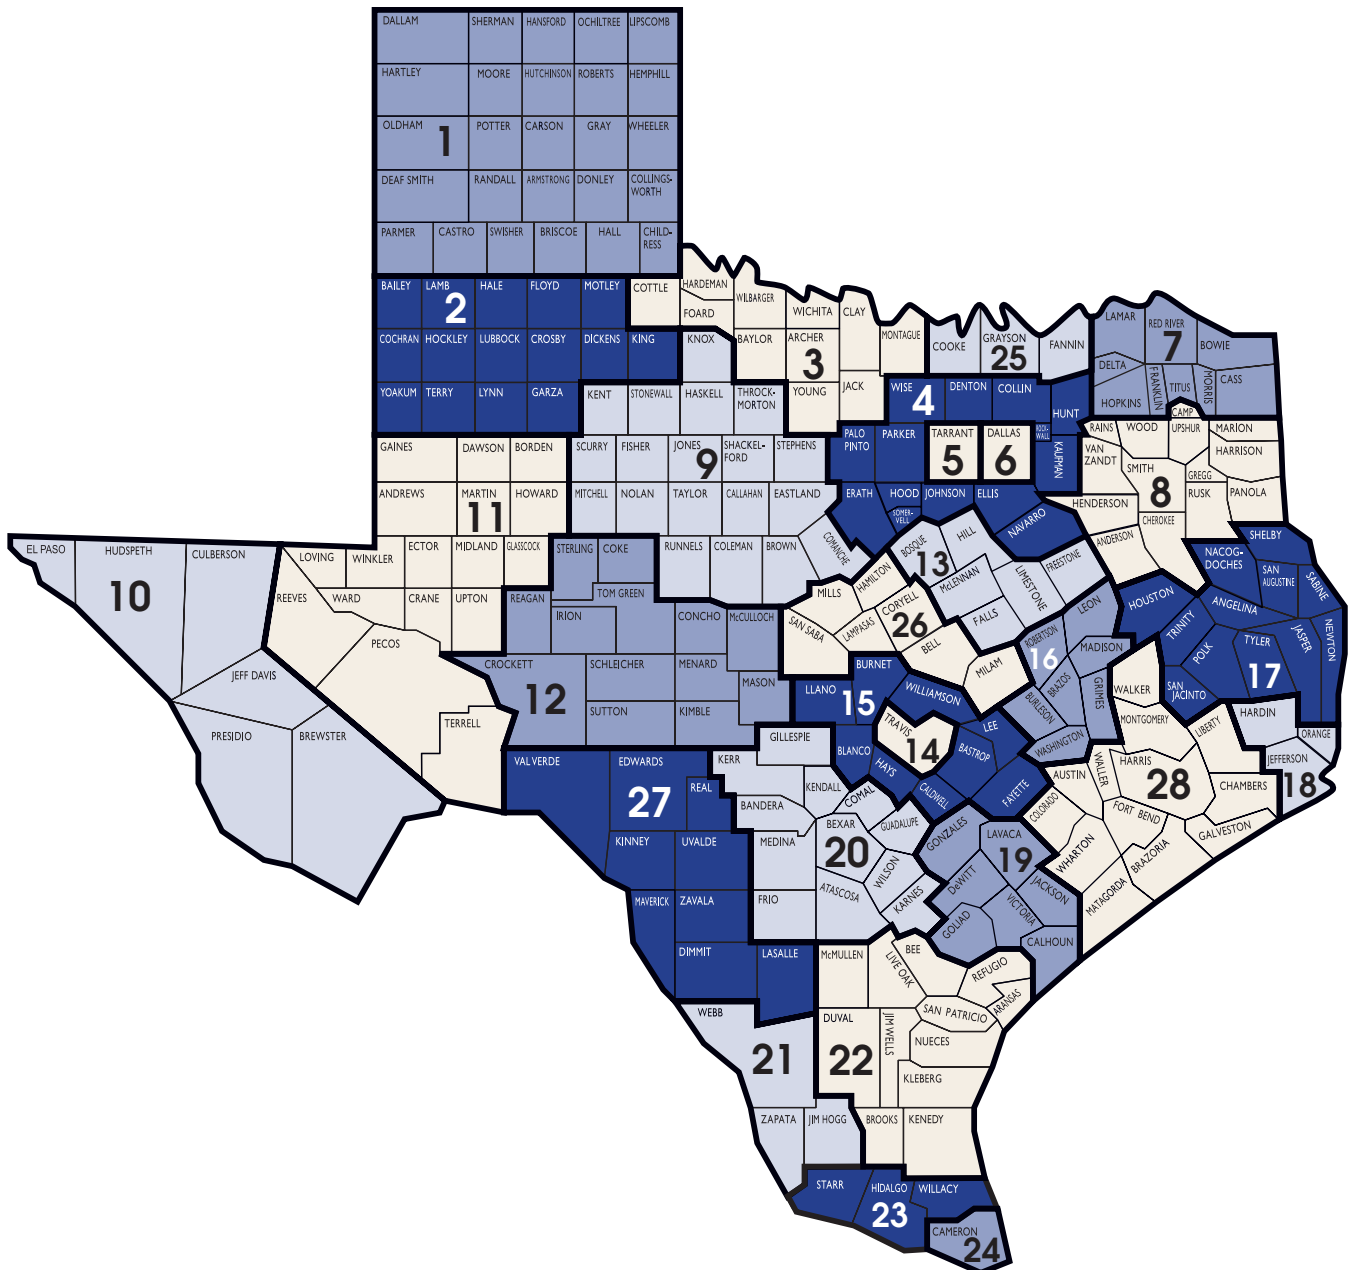 DALLAM
SHERMAN
HANSFORD
OCHILTREE
LIPSCOMB
HARTLEY
MOORE
HUTCHINSON
ROBERTS
HEMPHILL
OLDHAM
1
POTTER
CARSON
GRAY
WHEELER
DEAF SMITH
RANDALL
ARMSTRONG
DONLEY
COLLINGS-
WORTH
PARMER
CASTRO
SWISHER
BRISCOE
HALL
CHILD-
RESS
BAILEY
LAMB
2
HALE
FLOYD
MOTLEY
COCHRAN
HOCKLEY
LUBBOCK
CROSBY
DICKENS
KING
YOAKUM
TERRY
LYNN
GARZA
COTTLE
HARDEMAN
FOARD
WILBARGER
WICHITA
CLAY
MONTAGUE
BAYLOR
ARCHER
3
YOUNG
JACK
COOKE
GRAYSON
25
FANNIN
LAMAR
RED RIVER
7
BOWIE
DELTA
HOPKINS
FRANKLIN
TITUS
MORRIS
CASS
KNOX
KENT
STONEWALL
HASKELL
THROCK-
MORTON
SCURRY
FISHER
JONES
9
SHACKEL-
FORD
STEPHENS
MITCHELL
NOLAN
TAYLOR
CALLAHAN
EASTLAND
RUNNELS
COLEMAN
BROWN
COMANCHE
WISE
4
DENTON
COLLIN
HUNT
PALO
PINTO
PARKER
ROCK-
WALL
KAUFMAN
ERATH
HOOD
SOMER-
VELL
JOHNSON
ELLIS
NAVARRO
TARRANT
5
DALLAS
6
CAMP
RAINS
WOOD
UPSHUR
MARION
VAN
ZANDT
HARRISON
SMITH
8
GREGG
RUSK
PANOLA
HENDERSON
CHEROKEE
ANDERSON
GAINES
DAWSON
BORDEN
ANDREWS
MARTIN
11
HOWARD
LOVING
WINKLER
ECTOR
MIDLAND
GLASSCOCK
REEVES
WARD
CRANE
UPTON
PECOS
TERRELL
EL PASO
HUDSPETH
10
CULBERSON
JEFF DAVIS
PRESIDIO
BREWSTER
STERLING
COKE
REAGAN
IRION
TOM GREEN
CONCHO
McCULLOCH
CROCKETT
12
SCHLEICHER
MENARD
MASON
SUTTON
KIMBLE
BOSQUE
13
HILL
McLENNAN
LIMESTONE
FREESTONE
FALLS
MILLS
HAMILTON
SAN SABA
LAMPASAS
CORYELL
26
BELL
MILAM
LEON
ROBERTSON
16
MADISON
BRAZOS
GRIMES
BURLESON
WASHINGTON
NACOG-
DOCHES
SHELBY
SAN
AUGUSTINE
SABINE
HOUSTON
ANGELINA
TRINITY
POLK
TYLER
17
JASPER
NEWTON
SAN
JACINTO
BURNET
LLANO
15
WILLIAMSON
BLANCO
HAYS
CALDWELL
BASTROP
LEE
FAYETTE
TRAVIS
14
WALKER
MONTGOMERY
LIBERTY
HARRIS
28
CHAMBERS
AUSTIN
WALLER
FORT BEND
GALVESTON
COLORADO
WHARTON
BRAZORIA
MATAGORDA
HARDIN
ORANGE
JEFFERSON
18
VAL VERDE
EDWARDS
27
REAL
KINNEY
UVALDE
MAVERICK
ZAVALA
DIMMIT
LASALLE
GILLESPIE
KERR
KENDALL
BANDERA
COMAL
MEDINA
BEXAR
20
GUADALUPE
WILSON
FRIO
ATASCOSA
KARNES
GONZALES
LAVACA
19
DeWITT
JACKSON
VICTORIA
GOLIAD
CALHOUN
McMULLEN
LIVE OAK
BEE
REFUGIO
ARANSAS
SAN PATRICIO
DUVAL
22
JIM WELLS
NUECES
KLEBERG
BROOKS
KENEDY
WEBB
21
ZAPATA
JIM HOGG
STARR
HIDALGO
23
WILLACY
CAMERON
24